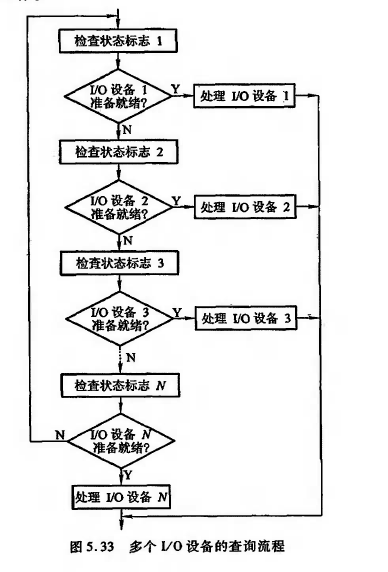 检查状态标志 1
I/O 设备 1
准备就绪?
Y
处理 I/O 设备 1
N
检查状态标志 2
I/O 设备 2
准备就绪?
Y
处理 I/O 设备 2
N
检查状态标志 3
I/O 设备 3
准备就绪?
Y
处理 I/O 设备 3
N
检查状态标志 N
N
I/O 设备 N
准备就绪?
Y
处理 I/O 设备 N
图 5.33 多个 I/O 设备的查询流程